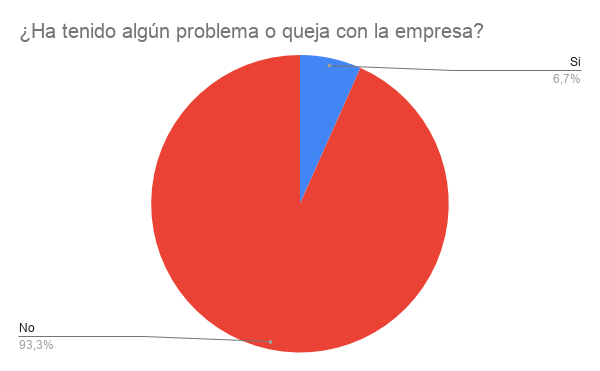 ¿Ha tenido algún problema o queja con la empresa?
Si
6,7%
No
93,3%